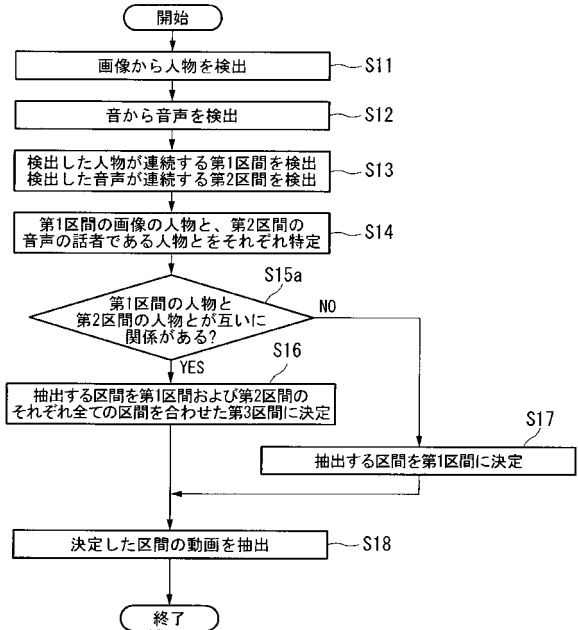 開始
画像から人物を検出
S11
音から音声を検出
S12
検出した人物が連続する第1区間を検出
検出した音声が連続する第2区間を検出
S13
第1区間の画像の人物と、第2区間の
音声の話者である人物とをそれぞれ特定
S14
S15a
第1区間の人物と
第2区間の人物とが互いに
関係がある?
NO
YES
S16
抽出する区間を第1区間および第2区間の
それぞれ全ての区間を合わせた第3区間に決定
S17
抽出する区間を第1区間に決定
決定した区間の動画を抽出
S18
終了